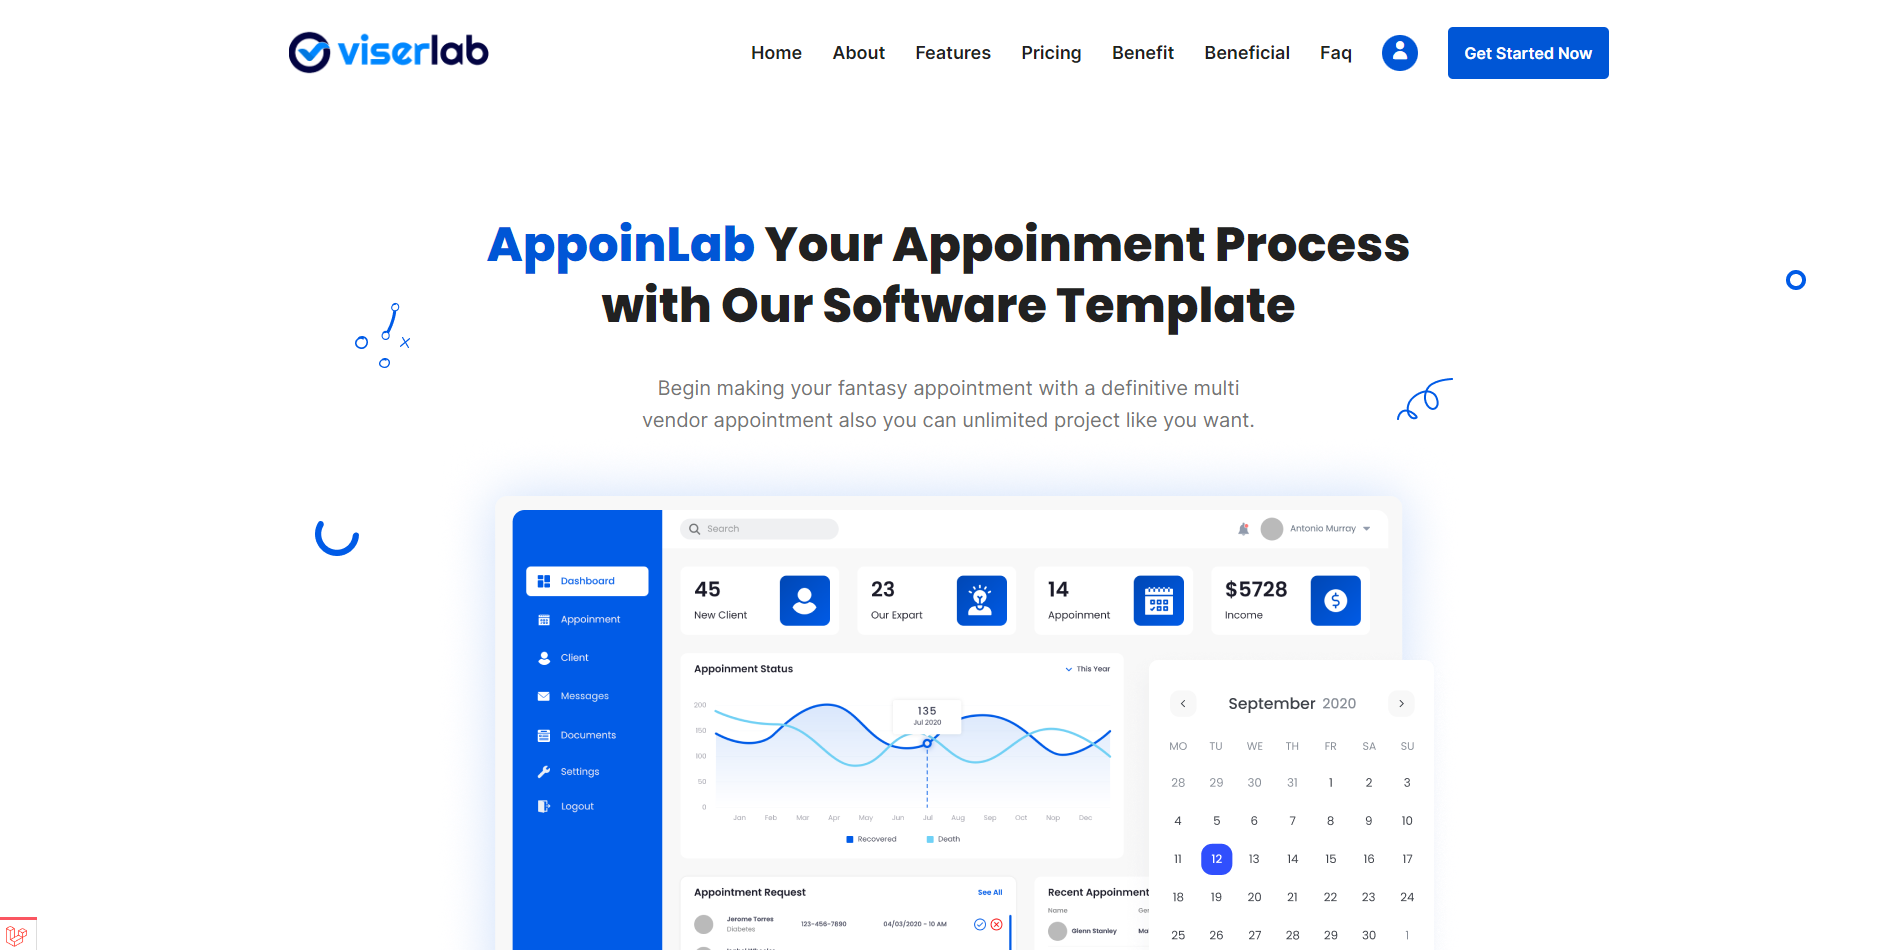 viserlab
Home About Features Pricing Benefit Beneficial Faq Get Started Now
AppoinLab Your Appoinment Process
with Our Software Template
Begin making your fantasy appointment with a definitive multi
vendor appointment also you can unlimited project like you want.
Search
Antonio Murray
Dashboard
Appoinment
Client
Messages
Documents
Settings
Logout
45
New Client
23
Our Expart
14
Appoinment
$5728
Income
Appoinment Status
This Year
200
150
100
50
0
135
Jul 2020
Jan Feb Mar Apr May Jun Jul Aug Sep Oct Nop Dec
Recovered Death
September 2020
MO TU WE TH FR SA SU
28 29 30 31 1 2 3
4 5 6 7 8 9 10
11 12 13 14 15 16 17
18 19 20 21 22 23 24
25 26 27 28 29 30 1
Appointment Request
See All
Jerome Torrez
Diabetes
123-456-7890
04/03/2020 - 10 AM
Recent Appoinment
Name
Glenn Stanley